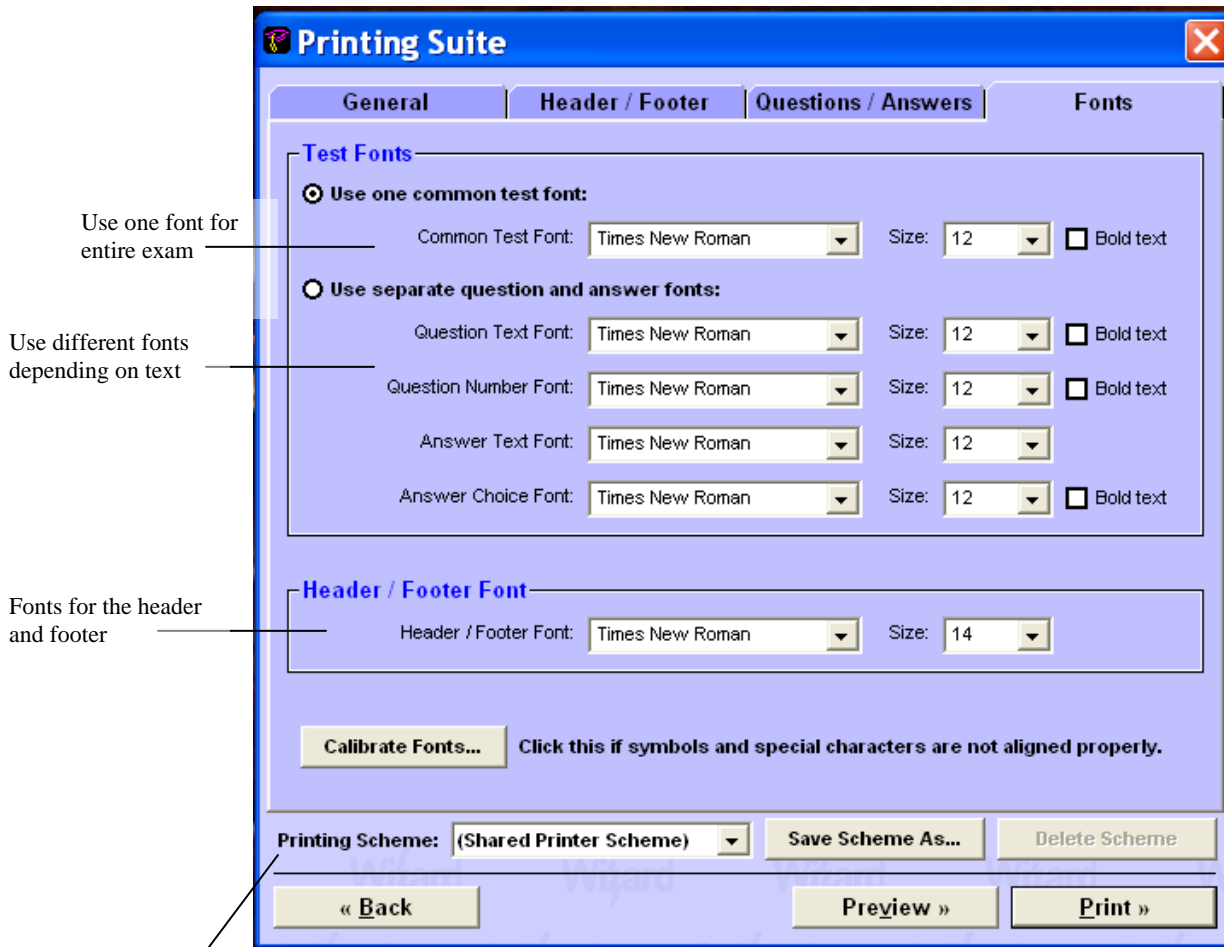 Printing Suite
General Header / Footer Questions / Answers Fonts
Test Fonts
Use one common test font:
Use one font for
entire exam
Common Test Font: Times New Roman Size: 12 Bold text
Use separate question and answer fonts:
Use different fonts
depending on text
Question Text Font: Times New Roman Size: 12 Bold text
Question Number Font: Times New Roman Size: 12 Bold text
Answer Text Font: Times New Roman Size: 12
Answer Choice Font: Times New Roman Size: 12 Bold text
Header / Footer Font
Fonts for the header
and footer
Header / Footer Font: Times New Roman Size: 14
Calibrate Fonts... Click this if symbols and special characters are not aligned properly.
Printing Scheme: (Shared Printer Scheme) Save Scheme As... Delete Scheme
Wizard Wizard Wizard Wizard
« Back Preview » Print »